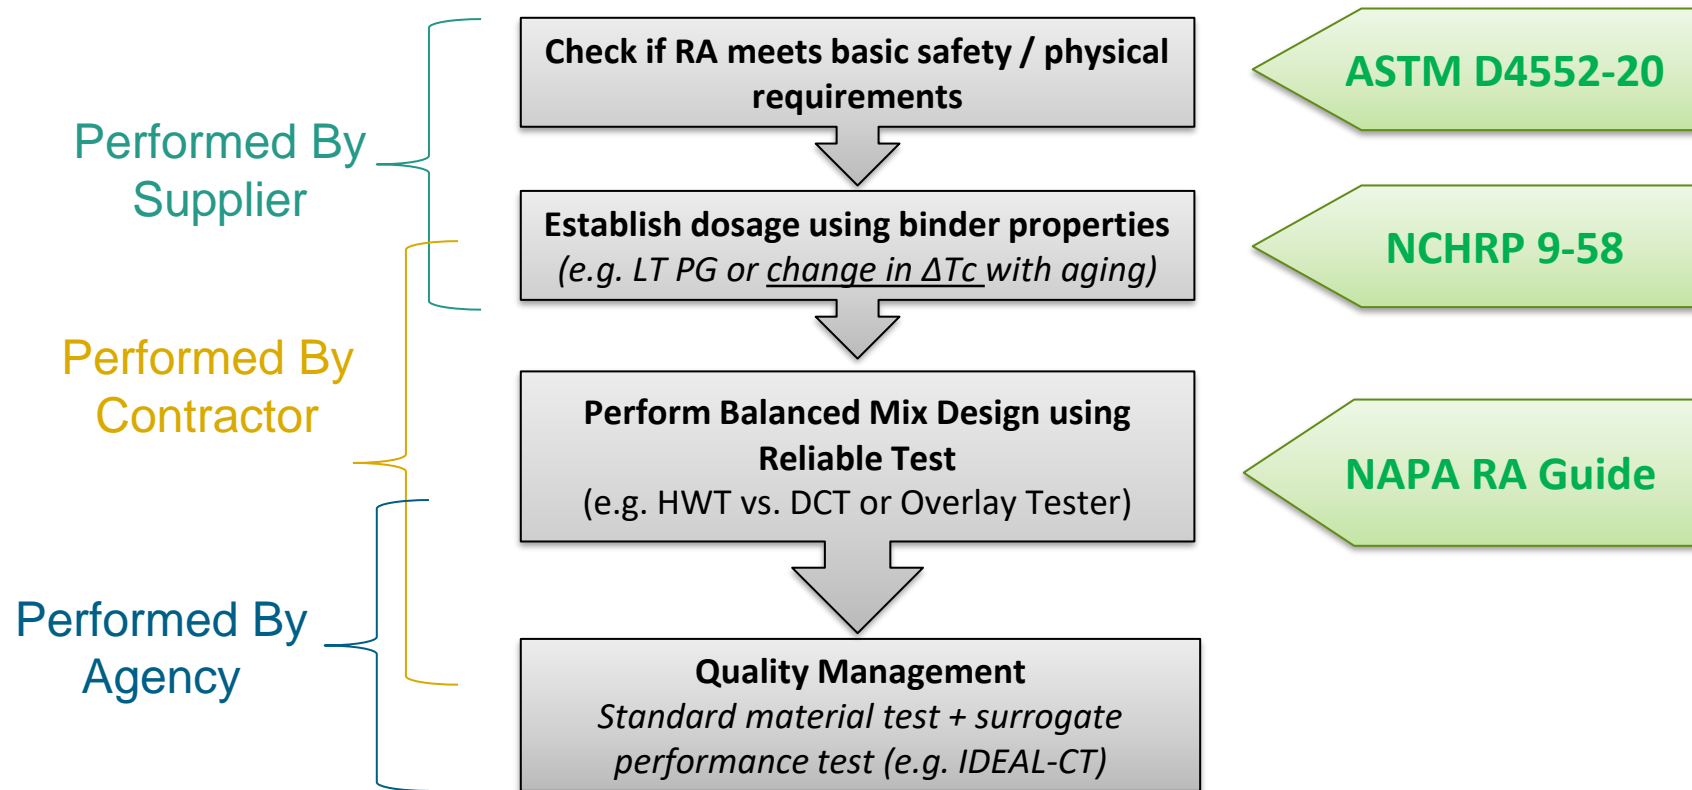 Check if RA meets basic safety / physical
requirements
ASTM D4552-20
Performed By
Supplier
Establish dosage using binder properties
(e.g. LT PG or change in ΔTc with aging)
NCHRP 9-58
Performed By
Contractor
Perform Balanced Mix Design using
Reliable Test
(e.g. HWT vs. DCT or Overlay Tester)
NAPA RA Guide
Performed By
Agency
Quality Management
Standard material test + surrogate
performance test (e.g. IDEAL-CT)